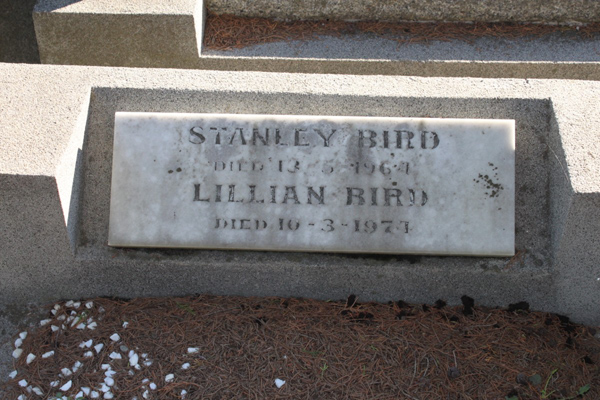 STANLEY BIRD
DIED 13-5-1964
LILLIAN BIRD
DIED 10-3-1974